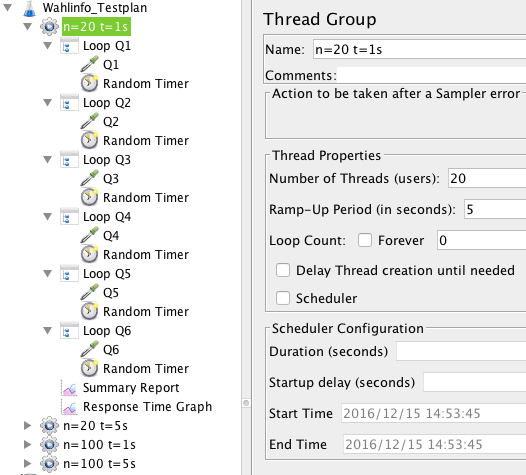 Wahlinfo_Testplan
n=20 t=1s
Loop Q1
Q1
Random Timer
Loop Q2
Q2
Random Timer
Loop Q3
Q3
Random Timer
Loop Q4
Q4
Random Timer
Loop Q5
Q5
Random Timer
Loop Q6
Q6
Random Timer
Summary Report
Response Time Graph
n=20 t=5s
n=100 t=1s
n=100 t=5s
Thread Group
Name: n=20 t=1s
Comments:
Action to be taken after a Sampler error
Thread Properties
Number of Threads (users): 20
Ramp-Up Period (in seconds): 5
Loop Count: Forever 0
Delay Thread creation until needed
Scheduler
Scheduler Configuration
Duration (seconds)
Startup delay (seconds)
Start Time 2016/12/15 14:53:45
End Time 2016/12/15 14:53:45